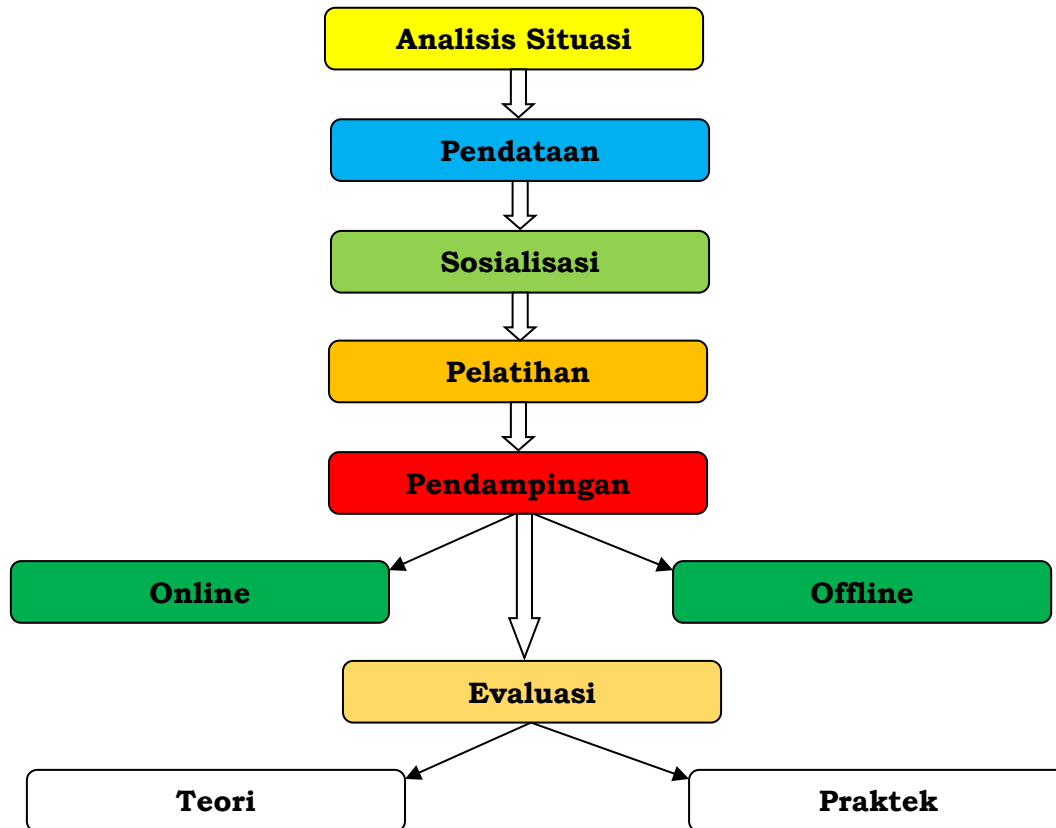 Analisis Situasi
Pendataan
Sosialisasi
Pelatihan
Pendampingan
Online
Offline
Evaluasi
Teori
Praktek